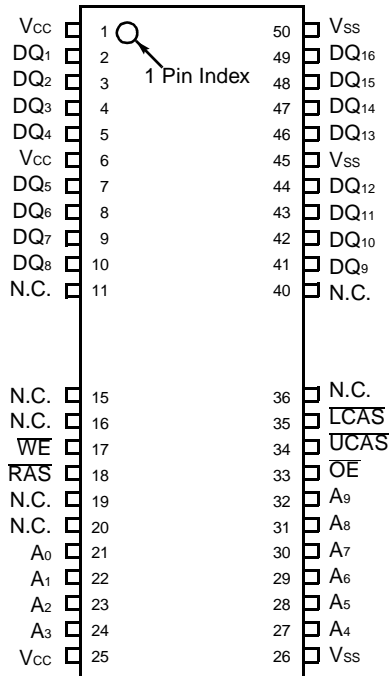 VCC 1 50 VSS
DQ1 2 49 DQ16
1 Pin Index
DQ2 3 48 DQ15
DQ3 4 47 DQ14
DQ4 5 46 DQ13
VCC 6 45 VSS
DQ5 7 44 DQ12
DQ6 8 43 DQ11
DQ7 9 42 DQ10
DQ8 10 41 DQ9
N.C. 11 40 N.C.
N.C. 15 36 N.C.
N.C. 16 35 LCAS
WE 17 34 UCAS
RAS 18 33 OE
N.C. 19 32 A9
N.C. 20 31 A8
A0 21 30 A7
A1 22 29 A6
A2 23 28 A5
A3 24 27 A4
VCC 25 26 VSS